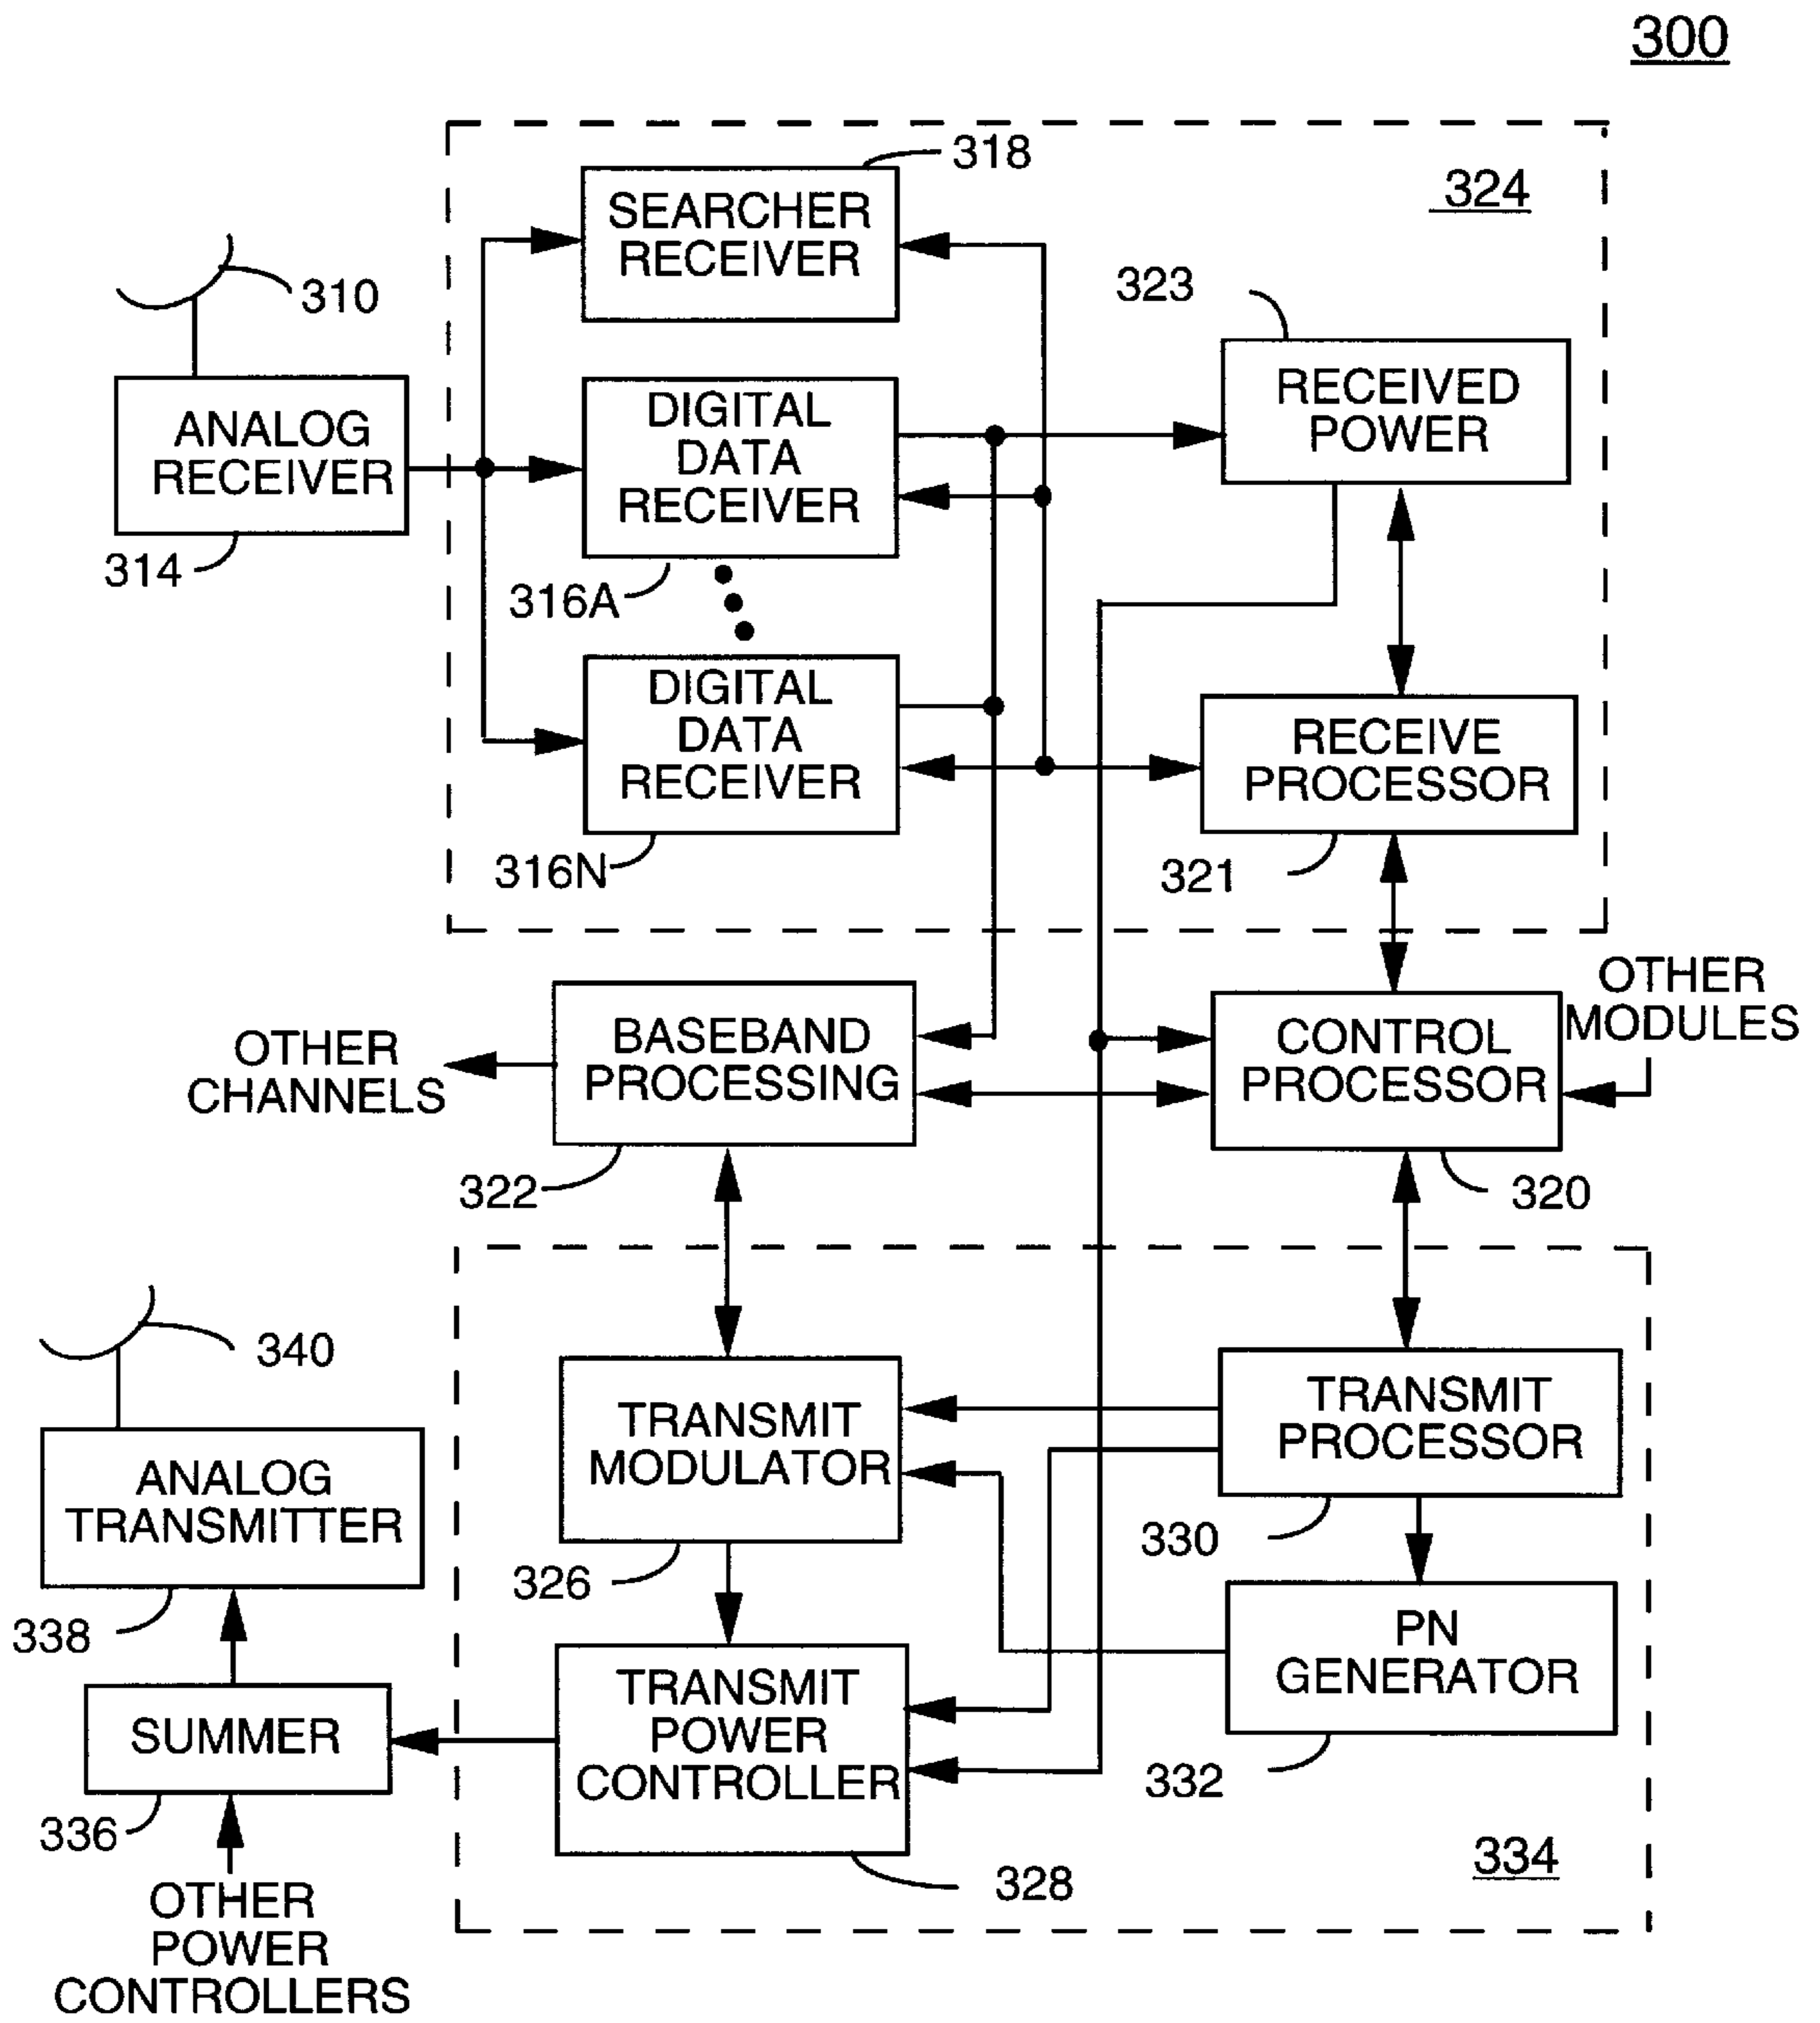 300
318
SEARCHER
RECEIVER
324
310
323
ANALOG
RECEIVER
314
DIGITAL
DATA
RECEIVER
316A
RECEIVED
POWER
DIGITAL
DATA
RECEIVER
316N
RECEIVE
PROCESSOR
321
OTHER
MODULES
OTHER
CHANNELS
BASEBAND
PROCESSING
322
CONTROL
PROCESSOR
320
340
ANALOG
TRANSMITTER
338
TRANSMIT
MODULATOR
326
TRANSMIT
PROCESSOR
330
SUMMER
336
TRANSMIT
POWER
CONTROLLER
328
PN
GENERATOR
332
334
OTHER
POWER
CONTROLLERS